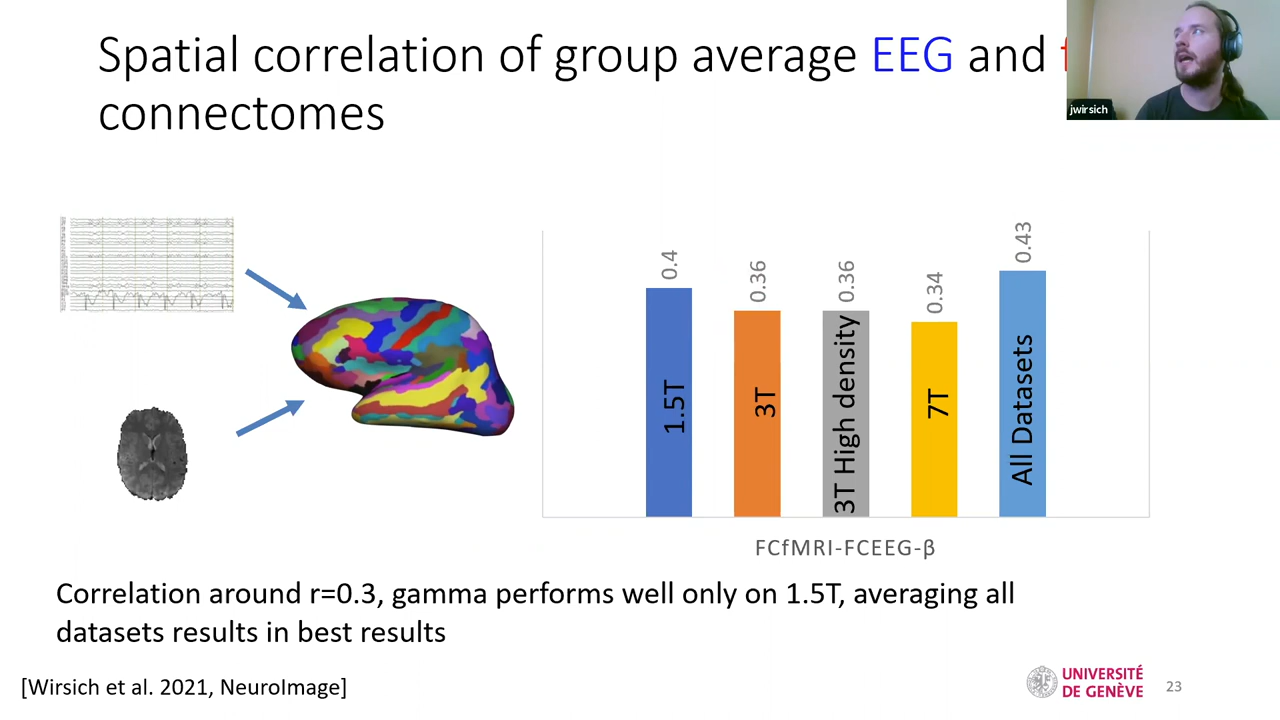 Spatial correlation of group average EEG and
connectomes
jwirsich
0.4
0.36
0.36
0.34
0.43
1.5T
3T
3T High density
7T
All Datasets
FCfMRI-FCEEG-β
Correlation around r=0.3, gamma performs well only on 1.5T, averaging all
datasets results in best results
[Wirsich et al. 2021, NeuroImage]
UNIVERSITÉ
DE GENÈVE
23